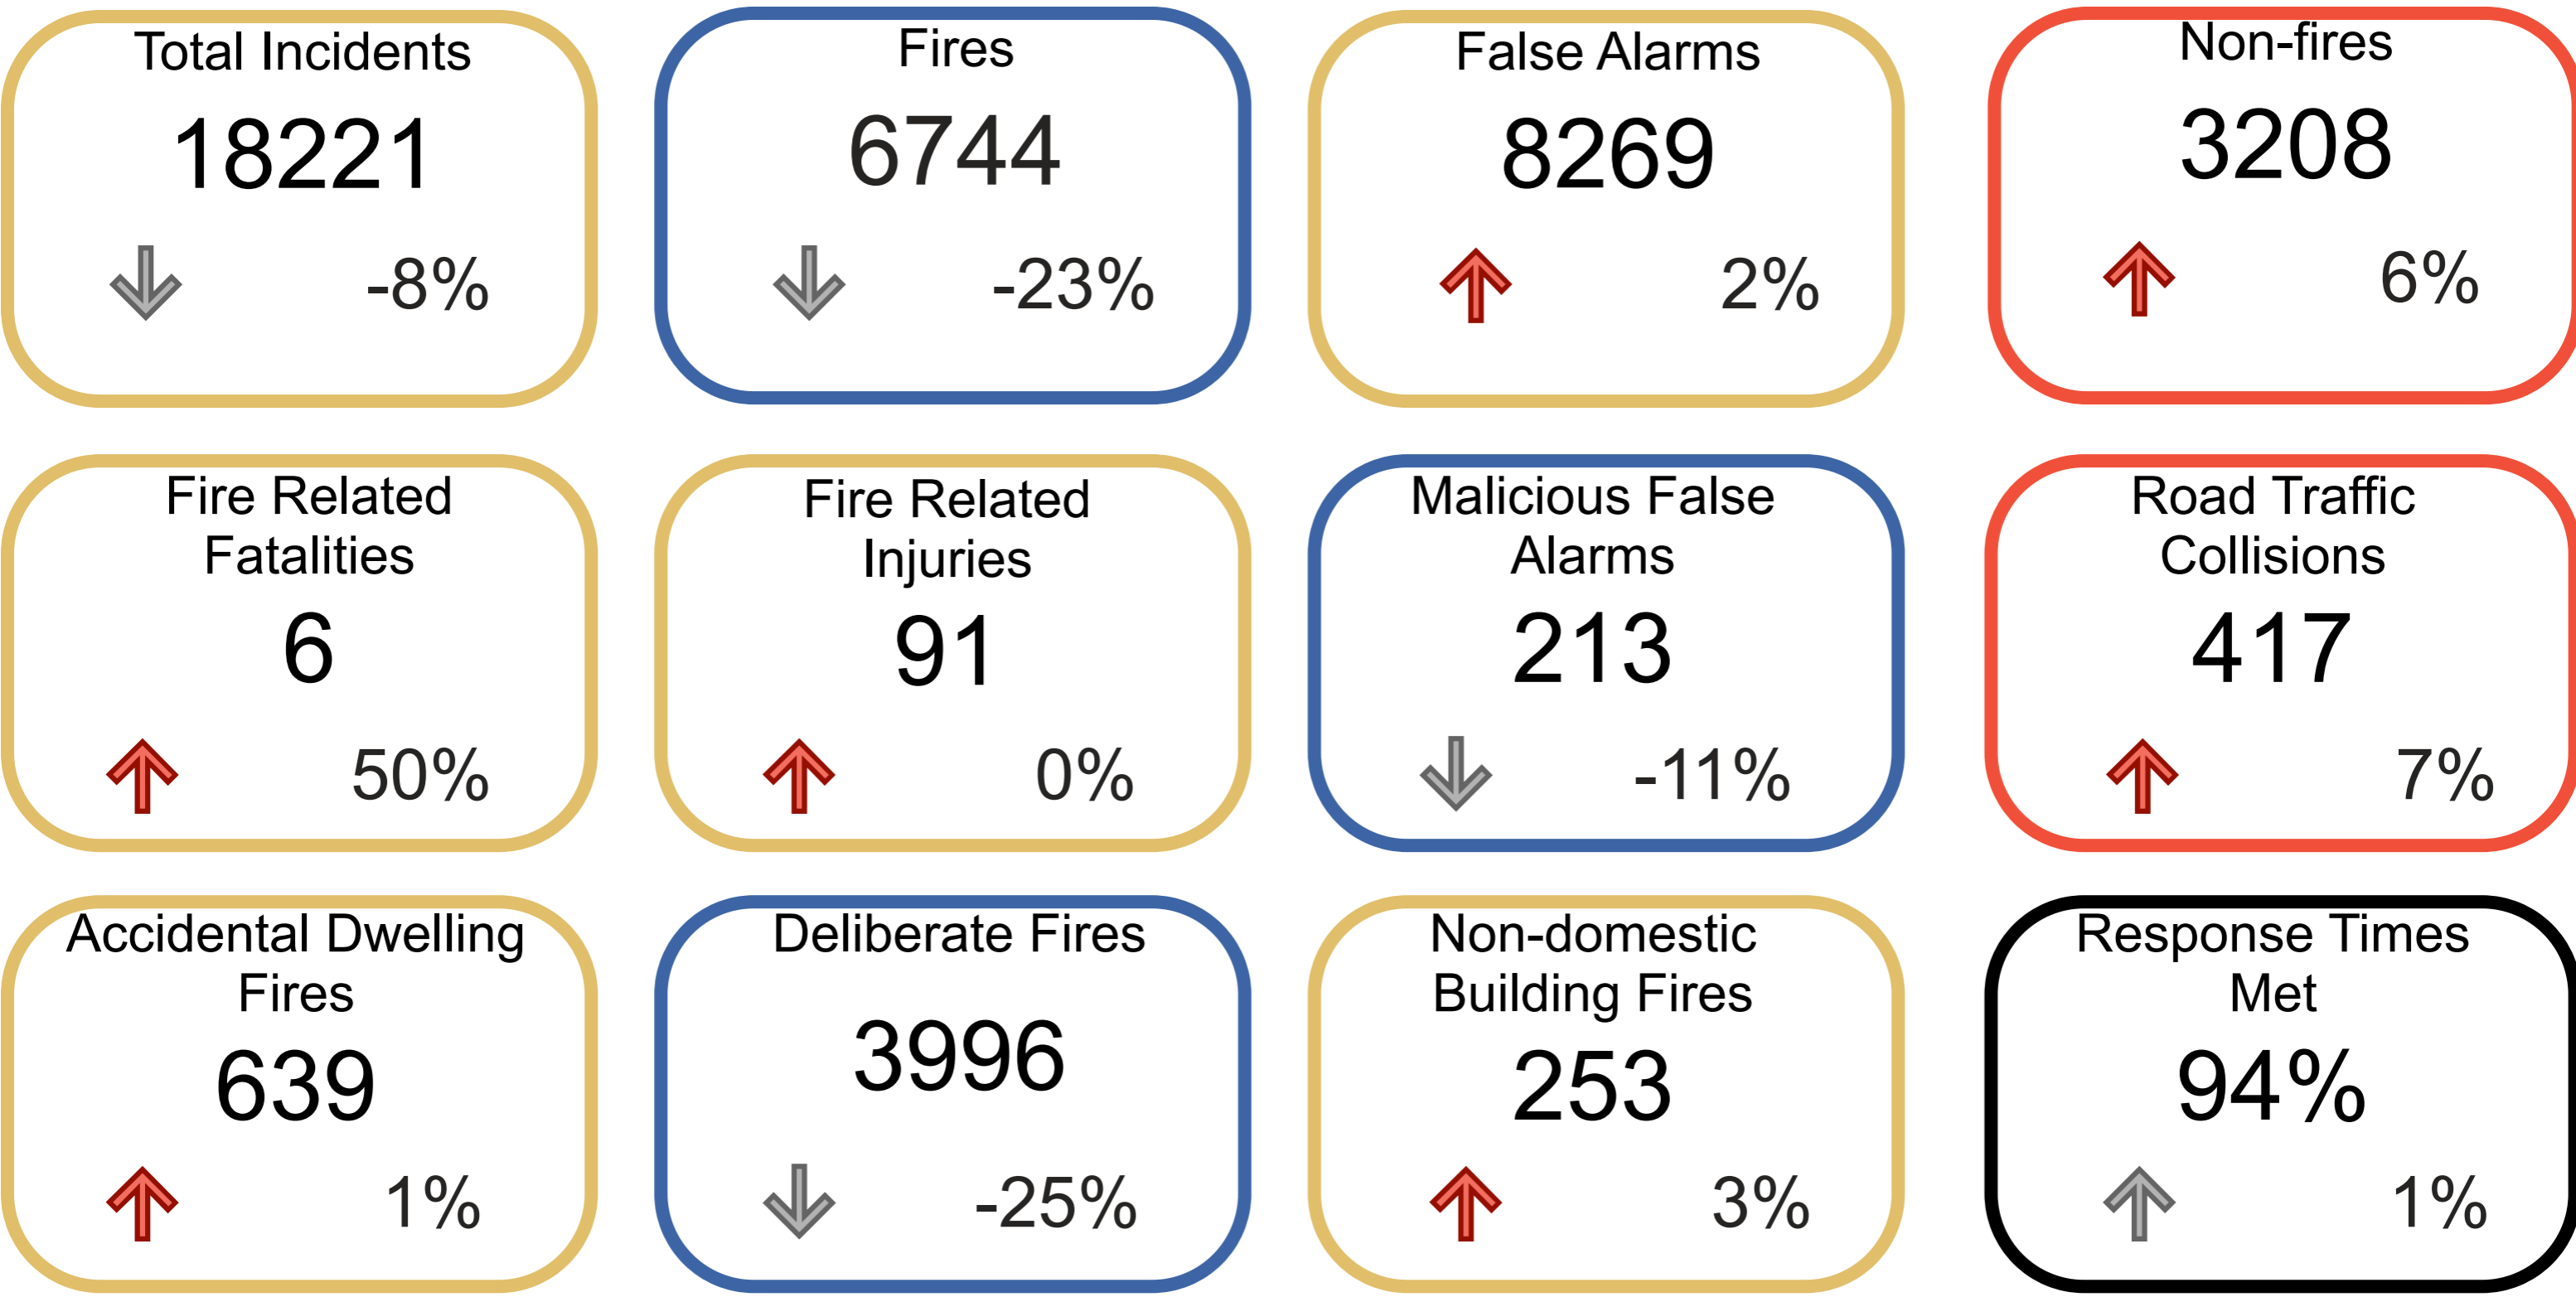 Total Incidents
18221
-8%
Fires
6744
-23%
False Alarms
8269
2%
Non-fires
3208
6%
Fire Related
Fatalities
6
50%
Fire Related
Injuries
91
0%
Malicious False
Alarms
213
-11%
Road Traffic
Collisions
417
7%
Accidental Dwelling
Fires
639
1%
Deliberate Fires
3996
-25%
Non-domestic
Building Fires
253
3%
Response Times
Met
94%
1%